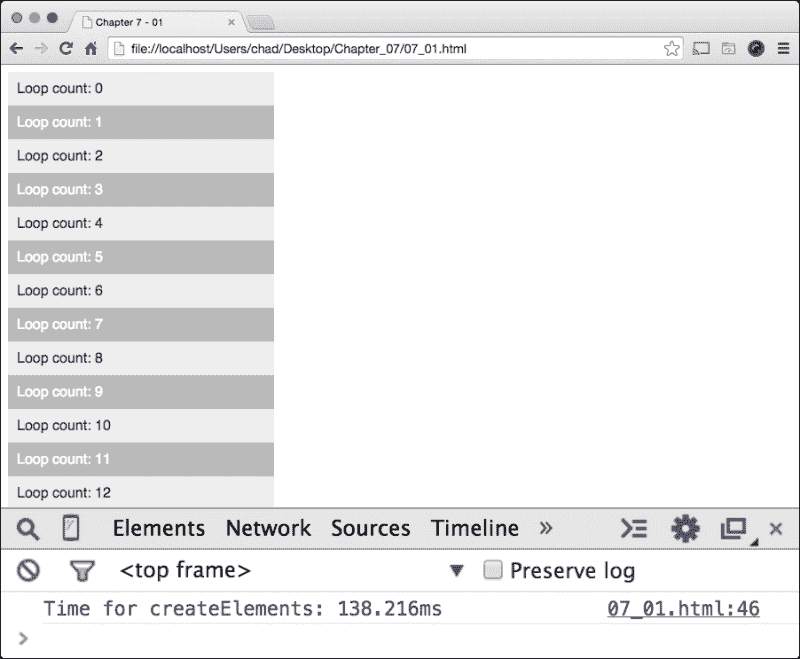 Chapter 7 - 01
file://localhost/Users/chad/Desktop/Chapter_07/07_01.html
Loop count: 0
Loop count: 1
Loop count: 2
Loop count: 3
Loop count: 4
Loop count: 5
Loop count: 6
Loop count: 7
Loop count: 8
Loop count: 9
Loop count: 10
Loop count: 11
Loop count: 12
Elements Network Sources Timeline »
<top frame> Preserve log
Time for createElements: 138.216ms 07_01.html:46